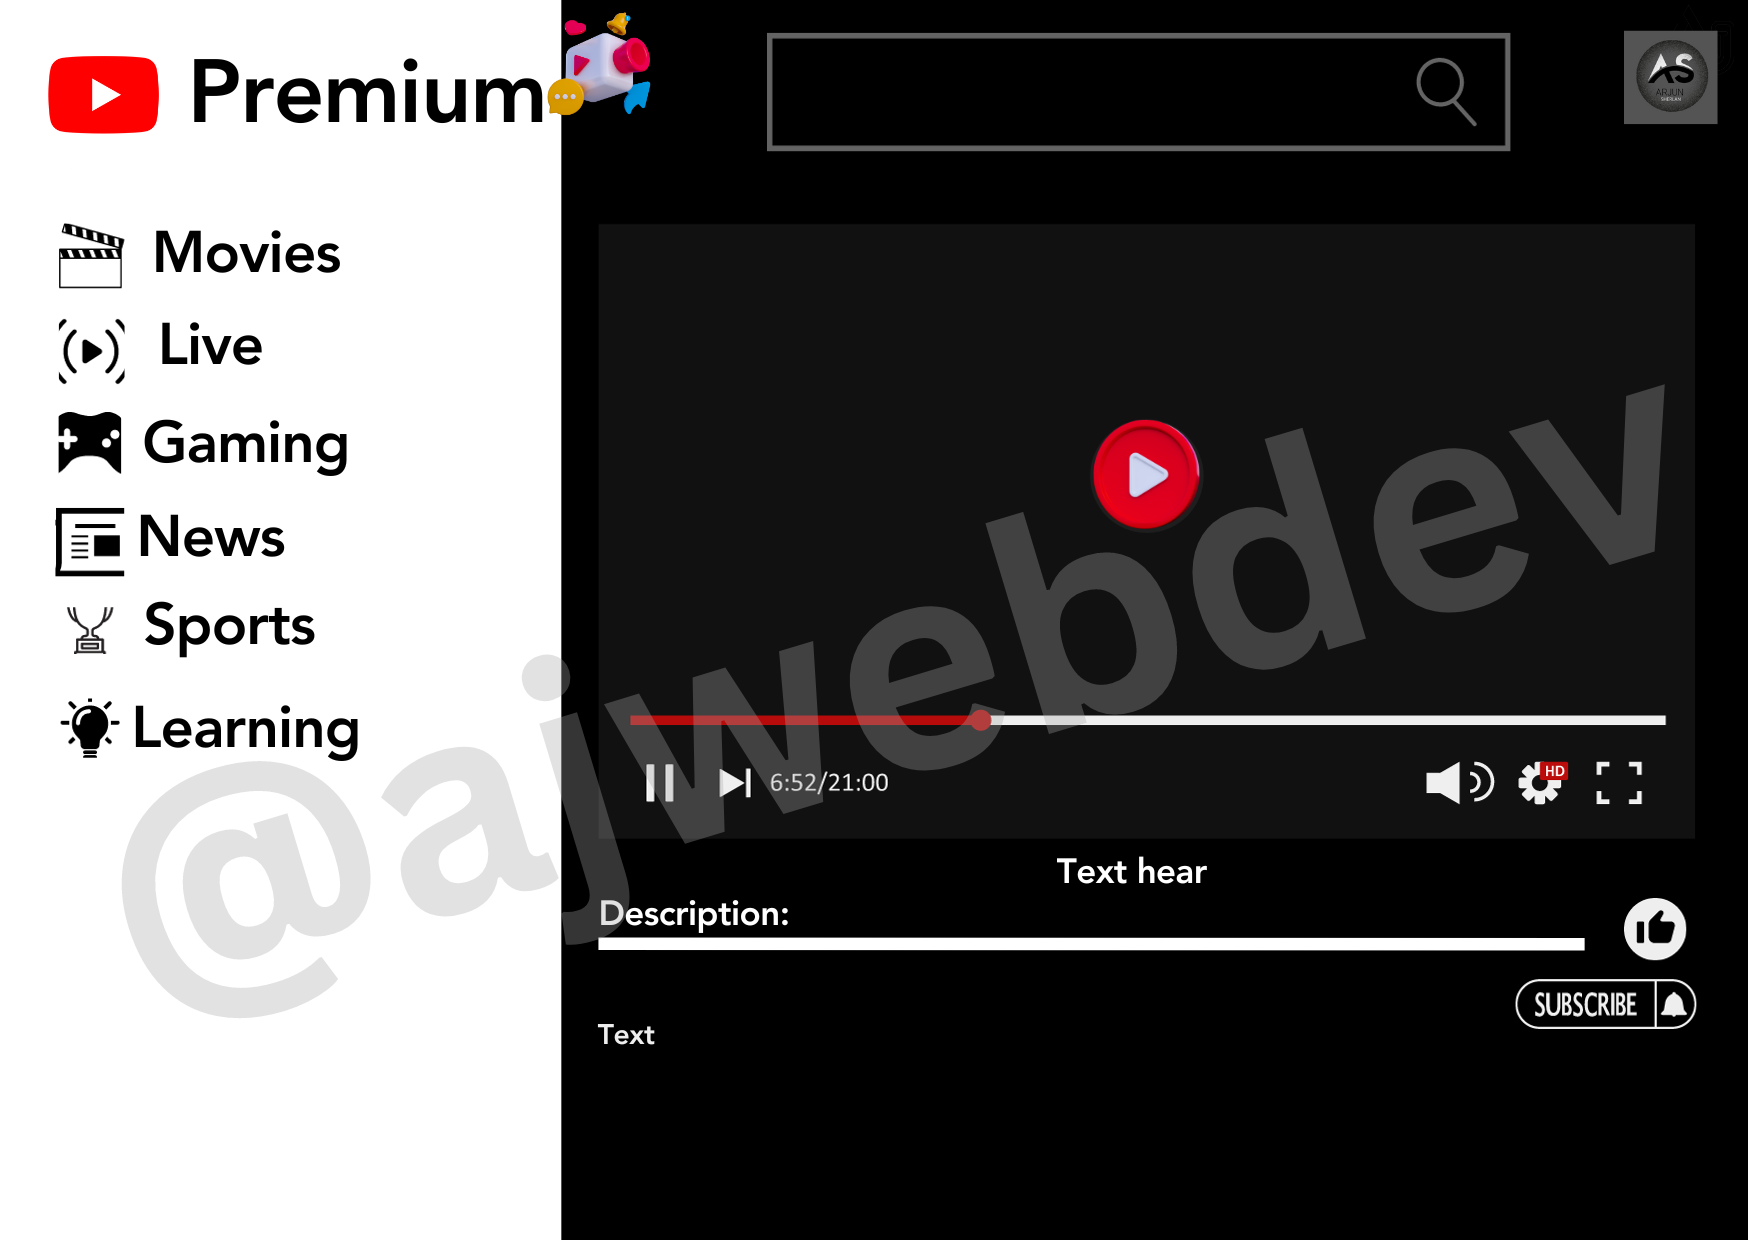 Premium
AS
ARJUN
SHERLAN
Movies
Live
Gaming
News
Sports
Learning
@ajwebdev
6:52/21:00
HD
Text hear
Description:
SUBSCRIBE
Text